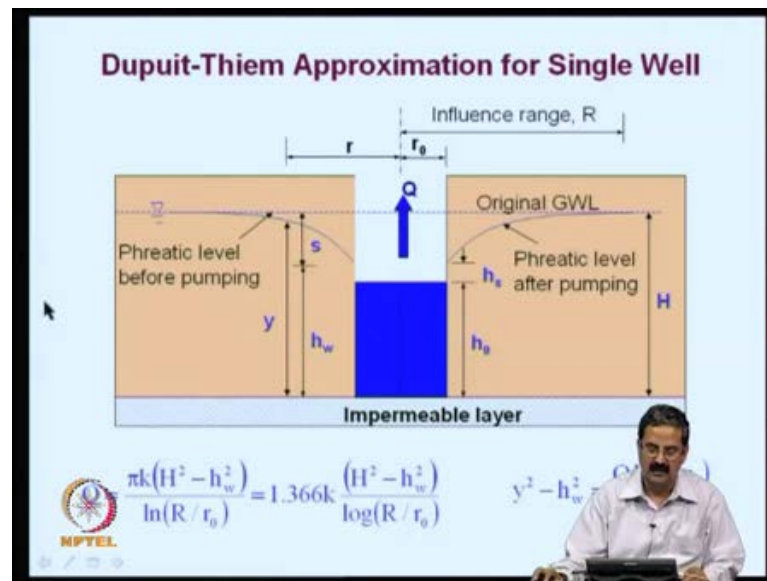 Dupuit-Thiem Approximation for Single Well
Influence range, R
r
r₀
Q
Original GWL
Phreatic level
before pumping
s
Phreatic level
after pumping
hₛ
H
y
h_w
h₀
Impermeable layer
= πk(H² − h_w²) / ln(R / r₀) = 1.366k (H² − h_w²) / log(R / r₀)
y² − h_w² =
NPTEL